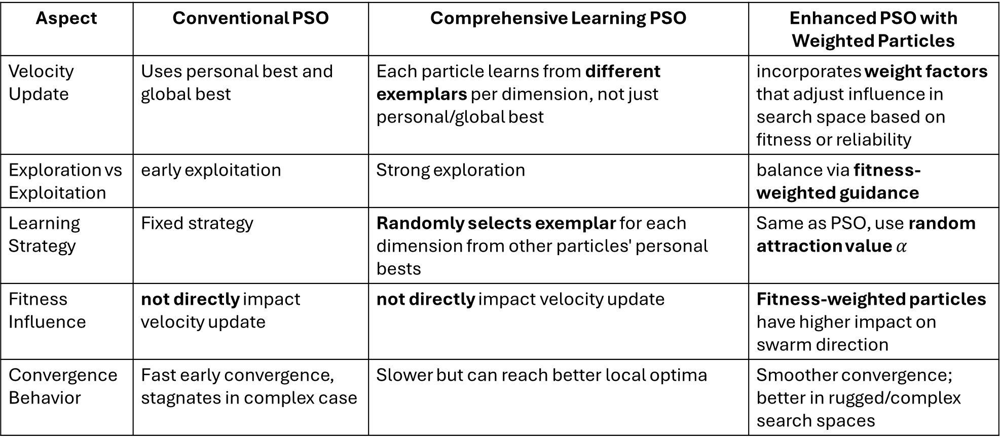 Aspect
Conventional PSO
Comprehensive Learning PSO
Enhanced PSO with
Weighted Particles
Velocity
Update
Uses personal best and
global best
Each particle learns from different
exemplars per dimension, not just
personal/global best
incorporates weight factors
that adjust influence in
search space based on
fitness or reliability
Exploration vs
Exploitation
early exploitation
Strong exploration
balance via fitness-
weighted guidance
Learning
Strategy
Fixed strategy
Randomly selects exemplar for each
dimension from other particles' personal
bests
Same as PSO, use random
attraction value α
Fitness
Influence
not directly impact
velocity update
not directly impact velocity update
Fitness-weighted particles
have higher impact on
swarm direction
Convergence
Behavior
Fast early convergence,
stagnates in complex case
Slower but can reach better local optima
Smoother convergence;
better in rugged/complex
search spaces